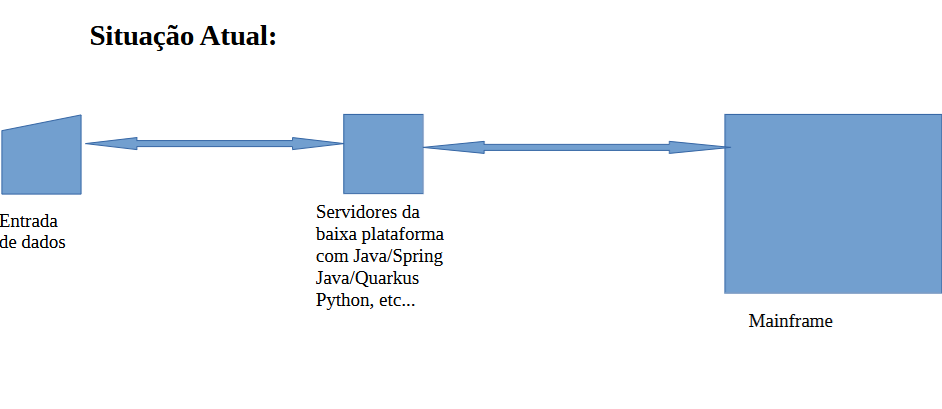 Situação Atual:
Entrada
de dados
Servidores da
baixa plataforma
com Java/Spring
Java/Quarkus
Python, etc...
Mainframe